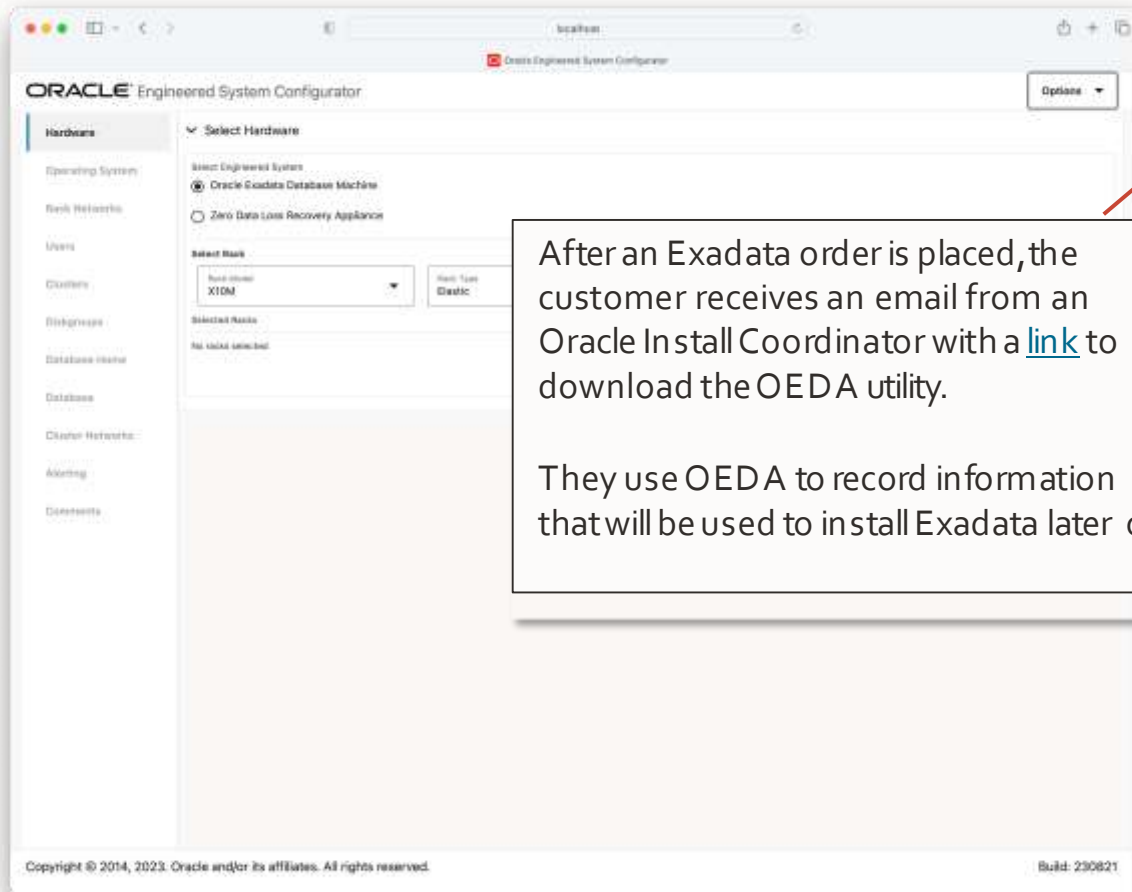 localhost
Oracle Engineered System Configurator
ORACLE Engineered System Configurator
Options
Hardware
Select Hardware
Operating System
Select Engineered System
Oracle Exadata Database Machine
Rack Networks
Zero Data Loss Recovery Appliance
Users
Select Rack
Clusters
Rack Model
X10M
Rack Type
Elastic
Diskgroups
Selected Racks
Database Home
No racks selected
Database
Cluster Networks
Alerting
Comments
After an Exadata order is placed, the
customer receives an email from an
Oracle Install Coordinator with a link to
download the OEDA utility.
They use OEDA to record information
that will be used to install Exadata later
Copyright © 2014, 2023. Oracle and/or its affiliates. All rights reserved.
Build: 230821